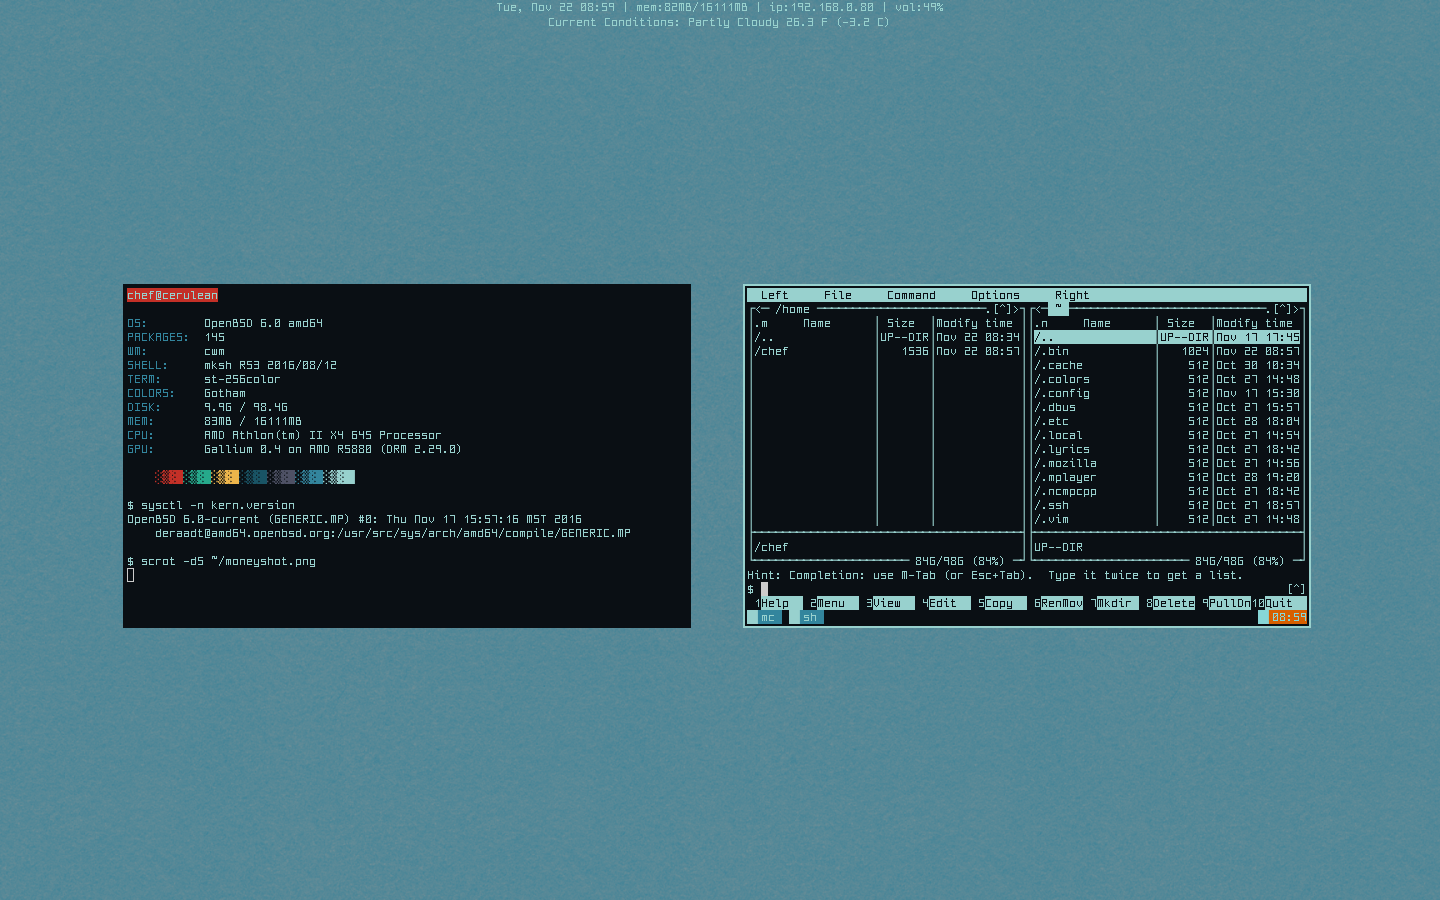 Tue, Nov 22 08:59 | mem:82MB/16111MB | ip:192.168.0.80 | vol:49%
Current Conditions: Partly Cloudy 26.3 F (-3.2 C)
chef@cerulean
OS: OpenBSD 6.0 amd64
PACKAGES: 145
WM: cwm
SHELL: mksh R53 2016/08/12
TERM: st-256color
COLORS: Gotham
DISK: 9.9G / 98.4G
MEM: 83MB / 16111MB
CPU: AMD Athlon(tm) II X4 645 Processor
GPU: Gallium 0.4 on AMD RS880 (DRM 2.29.0)
$ sysctl -n kern.version
OpenBSD 6.0-current (GENERIC.MP) #0: Thu Nov 17 15:57:16 MST 2016
deraadt@amd64.openbsd.org:/usr/src/sys/arch/amd64/compile/GENERIC.MP
$ scrot -d5 ~/moneyshot.png
Left File Command Options Right
<─ /home .[^]>
.m Name Size Modify time
/.. UP--DIR Nov 22 08:34
/chef 1536 Nov 22 08:57
/chef
84G/98G (84%)
<─ ~ .[^]>
.n Name Size Modify time
/.. UP--DIR Nov 17 17:45
/.bin 1024 Nov 22 08:57
/.cache 512 Oct 30 10:34
/.colors 512 Oct 27 14:48
/.config 512 Nov 17 15:30
/.dbus 512 Oct 27 15:57
/.etc 512 Oct 28 18:04
/.local 512 Oct 27 14:54
/.lyrics 512 Oct 27 18:42
/.mozilla 512 Oct 27 14:56
/.mplayer 512 Oct 28 19:20
/.ncmpcpp 512 Oct 27 18:42
/.ssh 512 Oct 27 18:57
/.vim 512 Oct 27 14:48
UP--DIR
84G/98G (84%)
Hint: Completion: use M-Tab (or Esc+Tab). Type it twice to get a list.
$ [^]
1Help 2Menu 3View 4Edit 5Copy 6RenMov 7Mkdir 8Delete 9PullDn 10Quit
mc sh 08:59